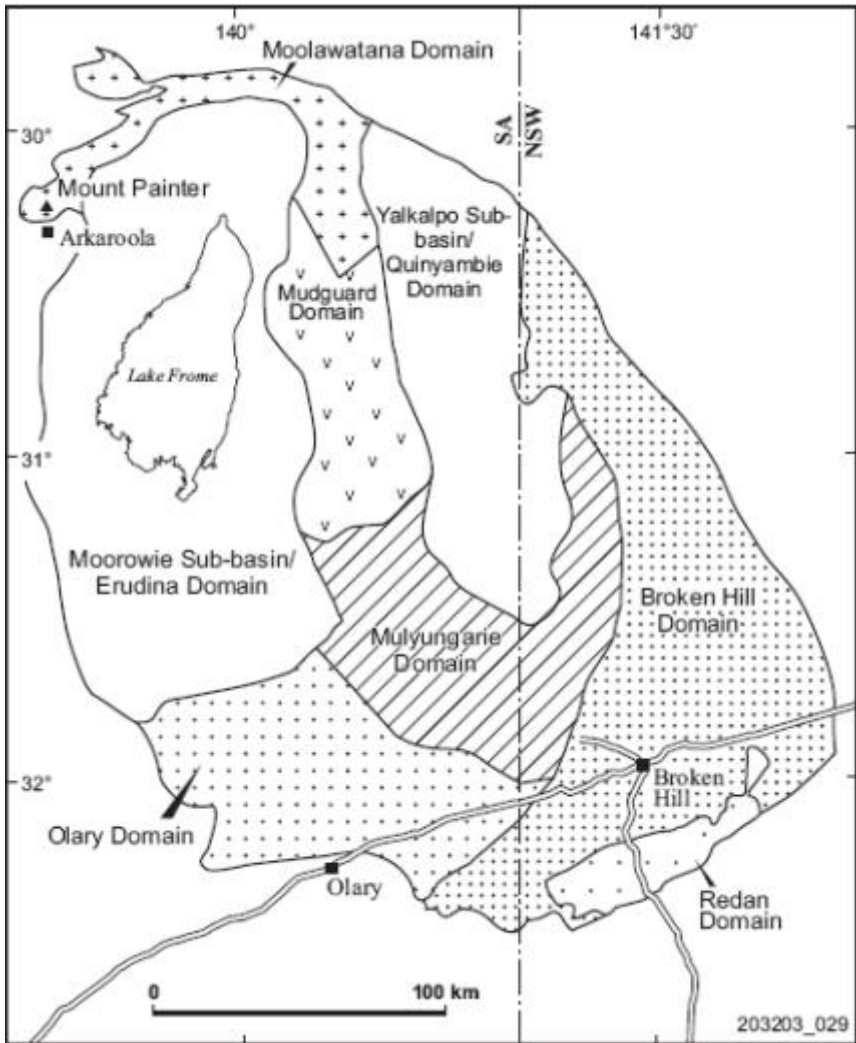 140°
141°30'
Moolawatana Domain
30°
SA
NSW
Mount Painter
Arkaroola
Yalkalpo Sub-
basin/
Quinyambie
Domain
Mudguard
Domain
Lake Frome
31°
Moorowie Sub-basin/
Erudina Domain
Broken Hill
Domain
Mulyungarie
Domain
32°
Broken
Hill
Olary Domain
Olary
Redan
Domain
0
100 km
203203_029